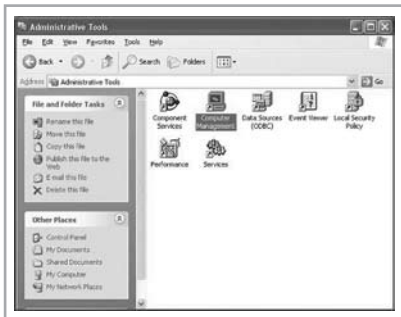 Administrative Tools
File Edit View Favorites Tools Help
Back Search Folders
Address Administrative Tools Go
File and Folder Tasks
Rename this file
Move this file
Copy this file
Publish this file to the
Web
E-mail this file
Delete this file
Other Places
Control Panel
My Documents
Shared Documents
My Computer
My Network Places
Component
Services
Computer
Management
Data Sources
(ODBC)
Event Viewer
Local Security
Policy
Performance
Services